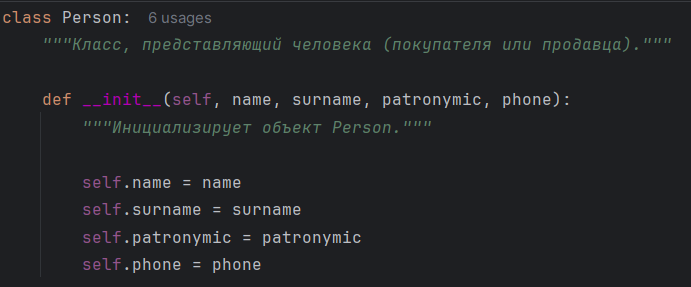 class Person:  6 usages
"""Класс, представляющий человека (покупателя или продавца)."""
def __init__(self, name, surname, patronymic, phone):
"""Инициализирует объект Person."""
self.name = name
self.surname = surname
self.patronymic = patronymic
self.phone = phone